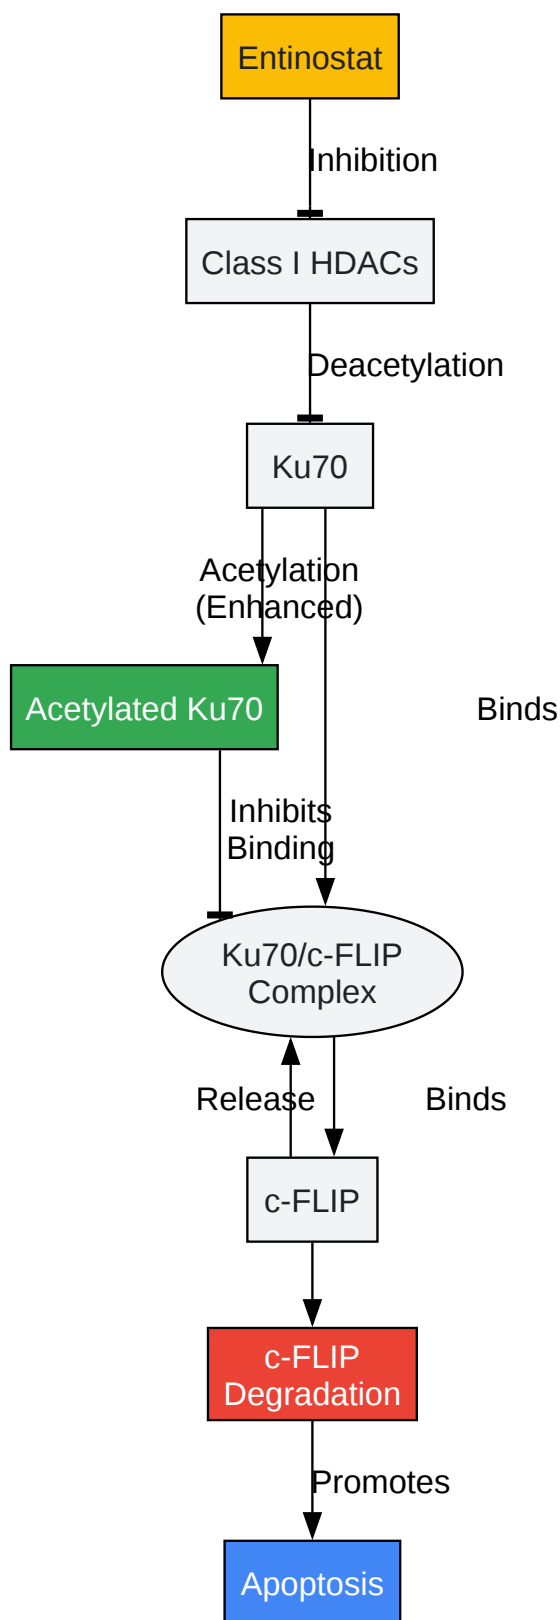 Entinostat
Inhibition
Class I HDACs
Deacetylation
Ku70
Acetylation
(Enhanced)
Acetylated Ku70
Binds
Inhibits
Binding
Ku70/c-FLIP
Complex
Release
Binds
c-FLIP
c-FLIP
Degradation
Promotes
Apoptosis